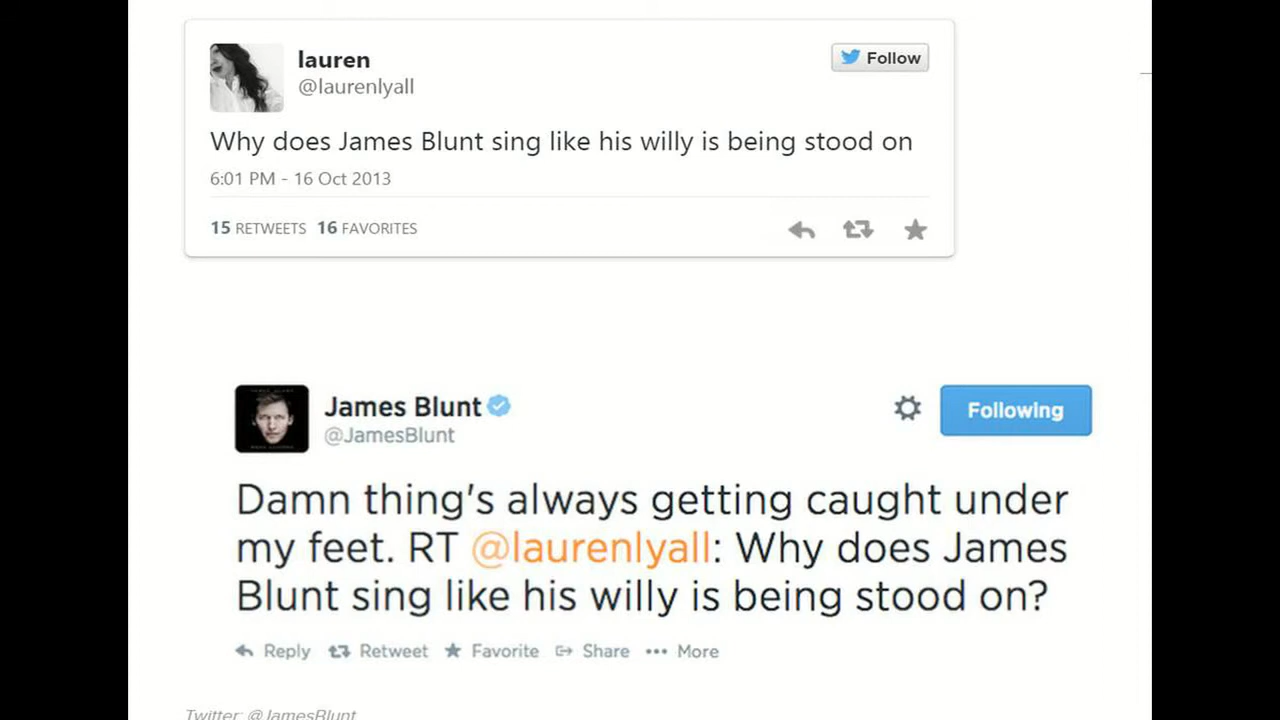 lauren
Follow
@laurenlyall
Why does James Blunt sing like his willy is being stood on
6:01 PM - 16 Oct 2013
15 RETWEETS 16 FAVORITES
James Blunt
@JamesBlunt
Following
Damn thing's always getting caught under
my feet. RT @laurenlyall: Why does James
Blunt sing like his willy is being stood on?
Reply Retweet Favorite Share More
Twitter: @JamesBlunt